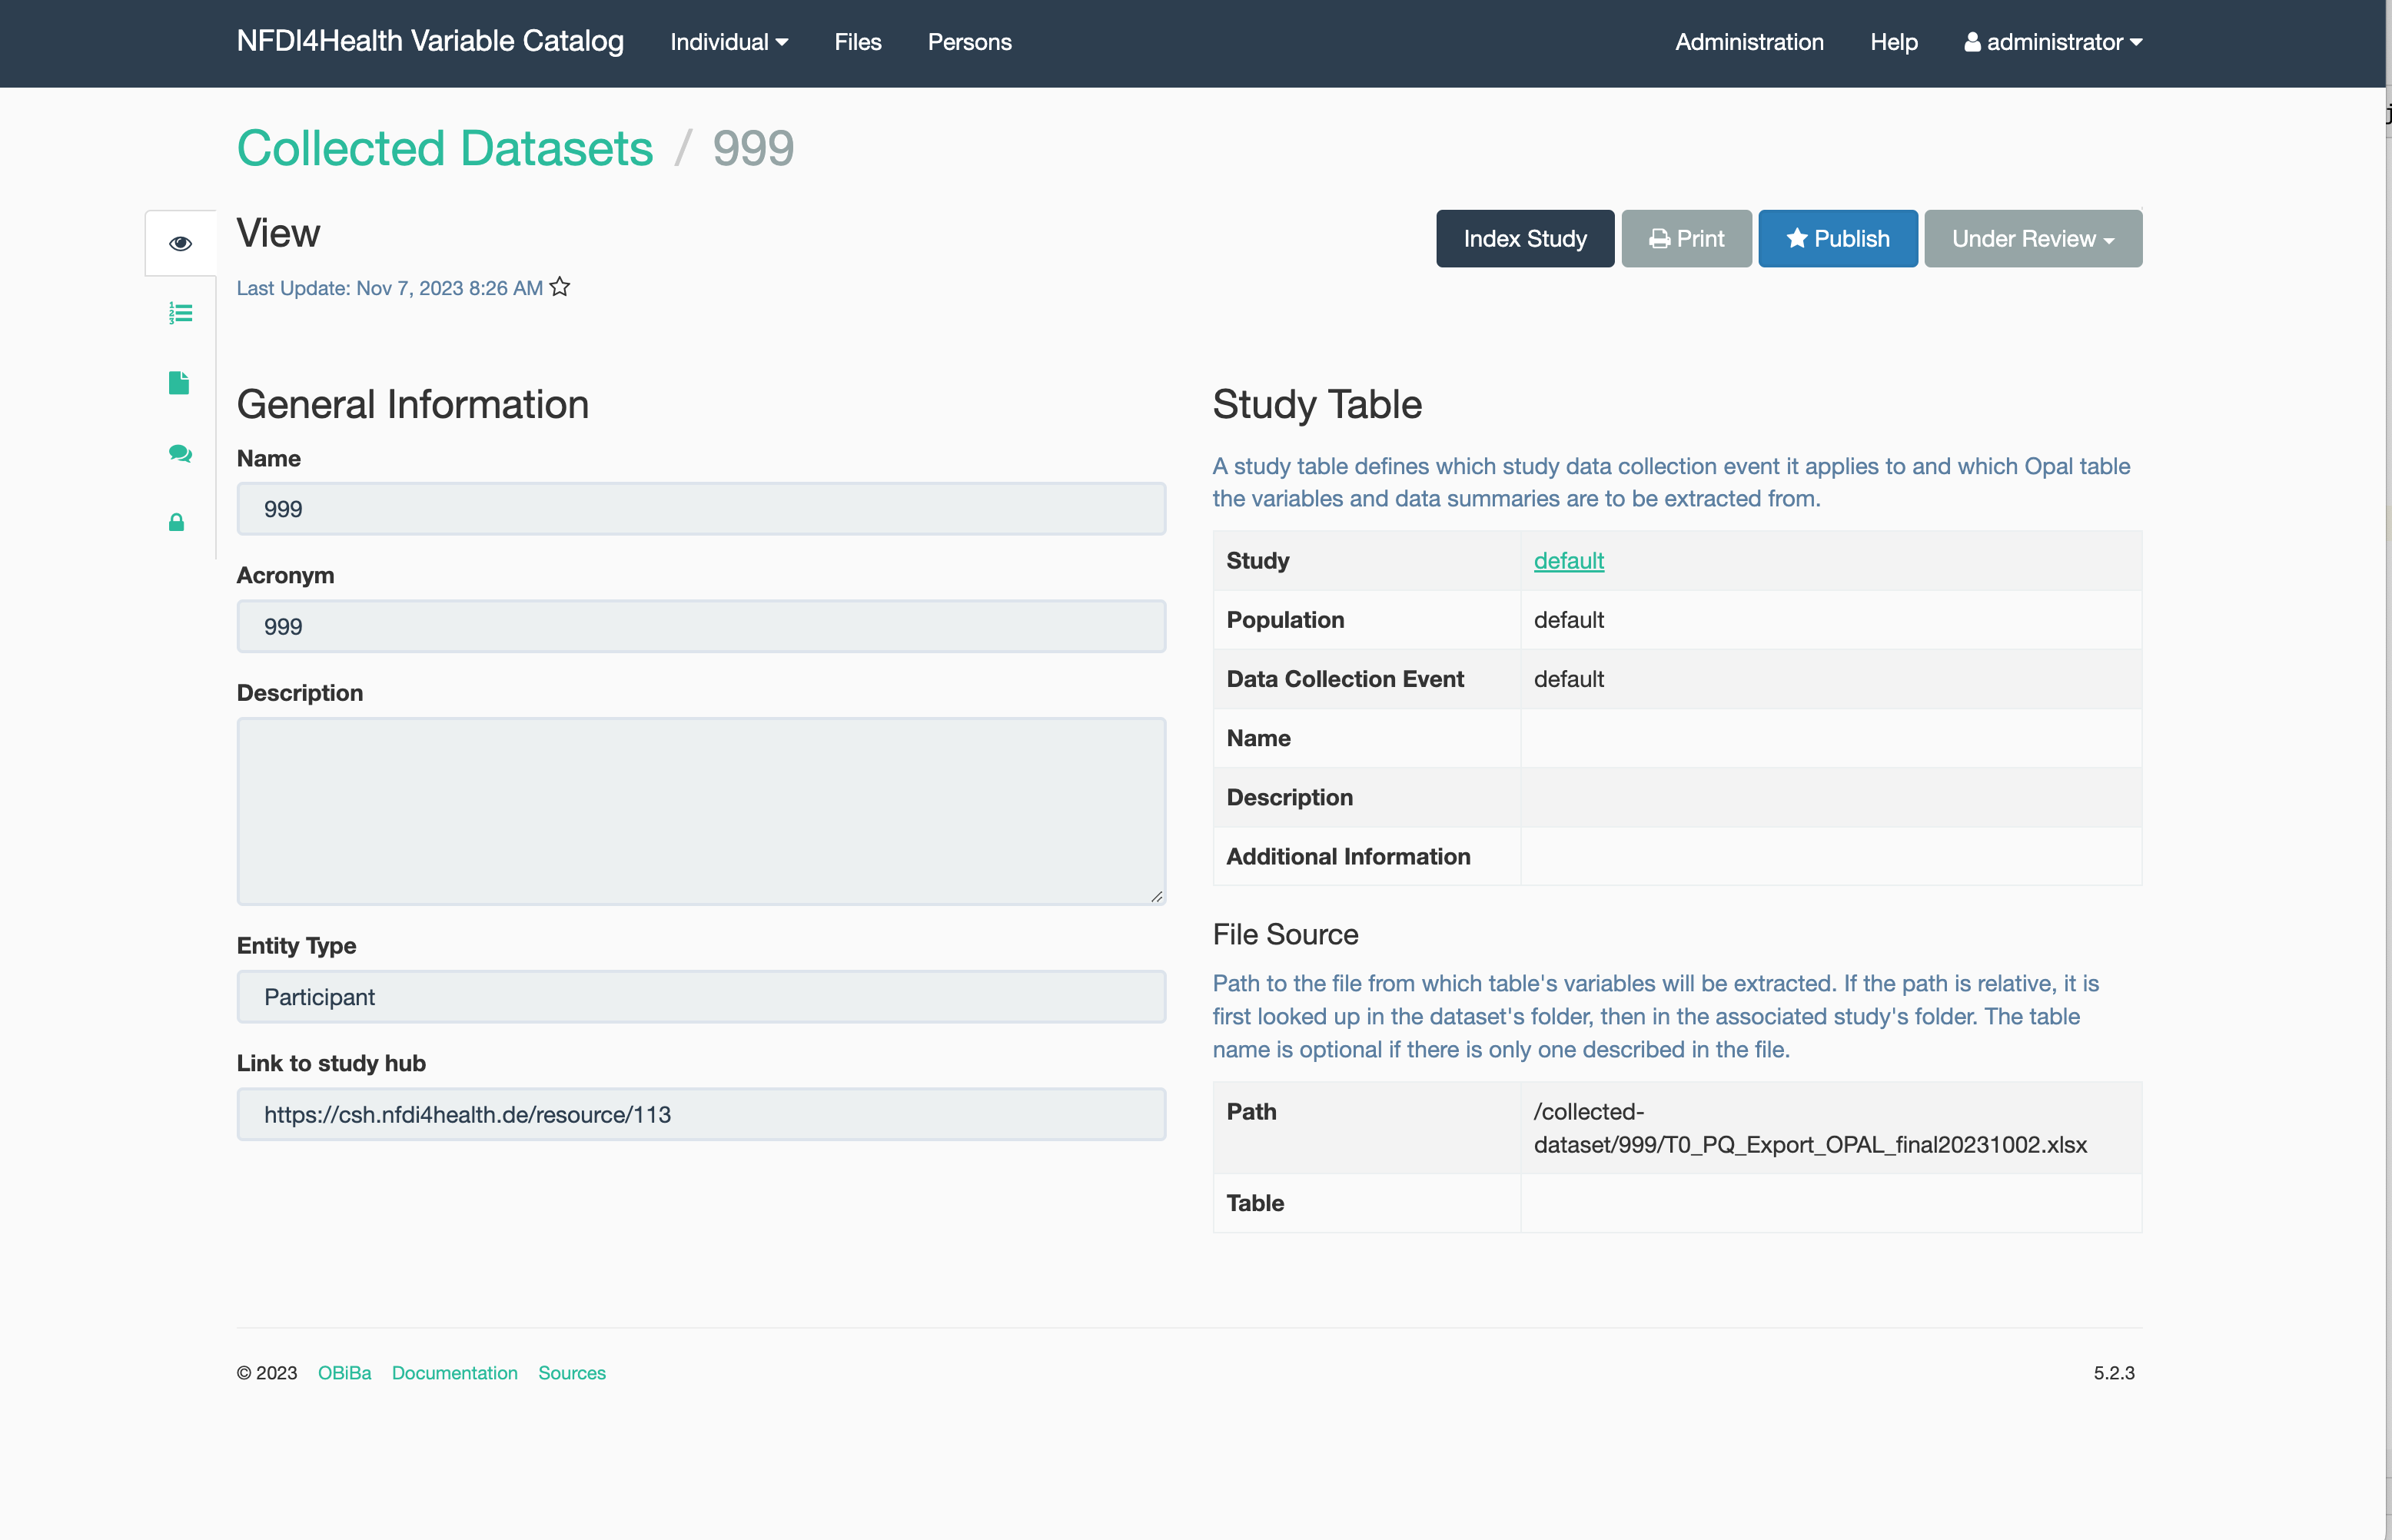 NFDI4Health Variable Catalog Individual Files Persons Administration Help administrator
Collected Datasets / 999
View
Index Study Print Publish Under Review
Last Update: Nov 7, 2023 8:26 AM
General Information
Name
999
Acronym
999
Description
Entity Type
Participant
Link to study hub
https://csh.nfdi4health.de/resource/113
Study Table
A study table defines which study data collection event it applies to and which Opal table
the variables and data summaries are to be extracted from.
Study default
Population default
Data Collection Event default
Name
Description
Additional Information
File Source
Path to the file from which table's variables will be extracted. If the path is relative, it is
first looked up in the dataset's folder, then in the associated study's folder. The table
name is optional if there is only one described in the file.
Path /collected-
dataset/999/T0_PQ_Export_OPAL_final20231002.xlsx
Table
© 2023 OBiBa Documentation Sources 5.2.3